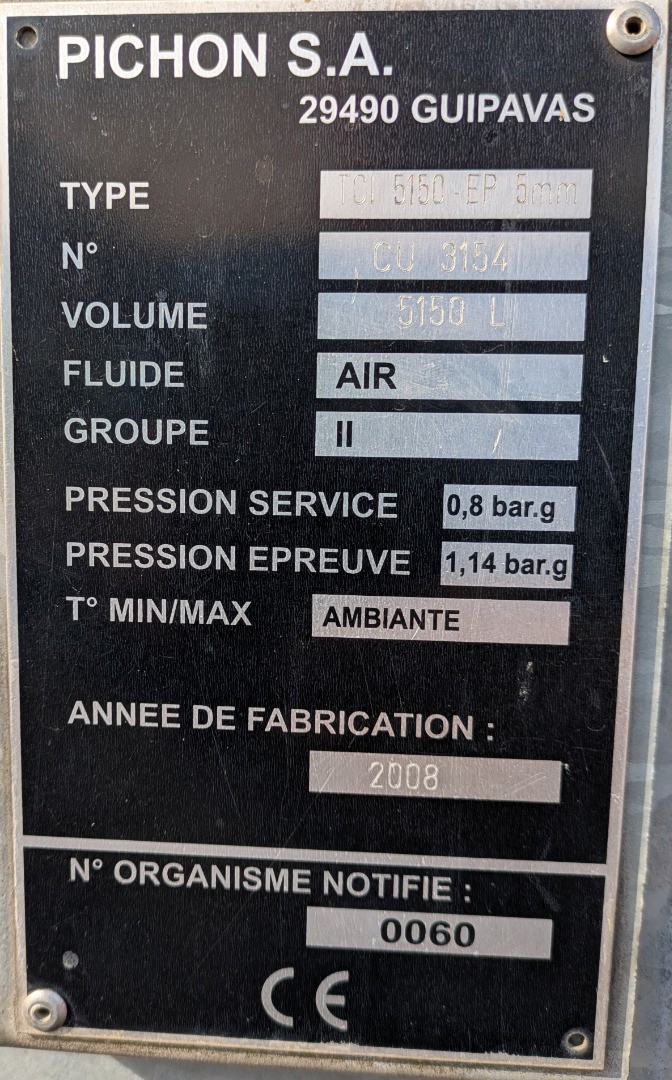 PICHON S.A.
29490 GUIPAVAS
TYPE TCI 5150-EP 5mm
N° CU 3154
VOLUME 5150 L
FLUIDE AIR
GROUPE II
PRESSION SERVICE 0,8 bar.g
PRESSION EPREUVE 1,14 bar.g
T° MIN/MAX AMBIANTE
ANNEE DE FABRICATION :
2008
N° ORGANISME NOTIFIE :
0060
CE